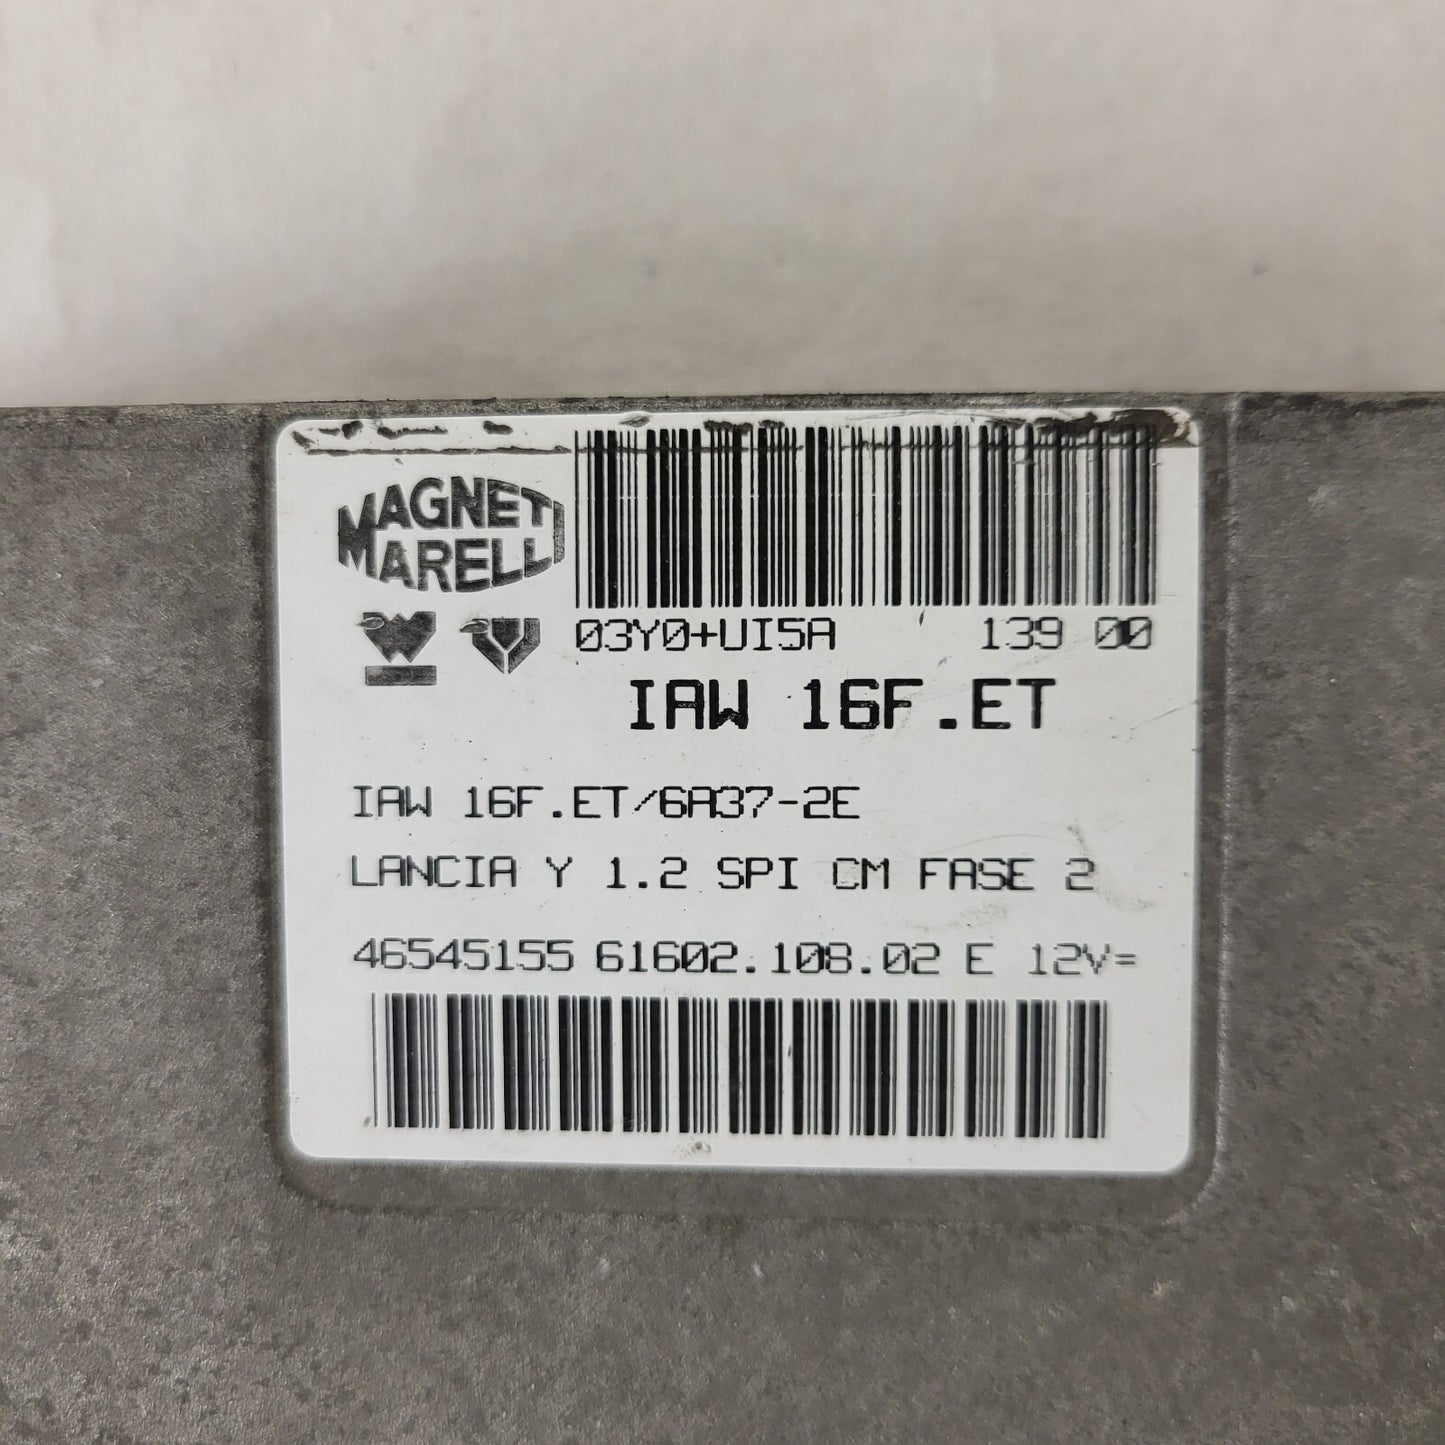 MAGNETI
MARELLI
03Y0+UI5A 139 00
IAW 16F.ET
IAW 16F.ET/6A37-2E
LANCIA Y 1.2 SPI CM FASE 2
46545155 61602.108.02 E 12V=